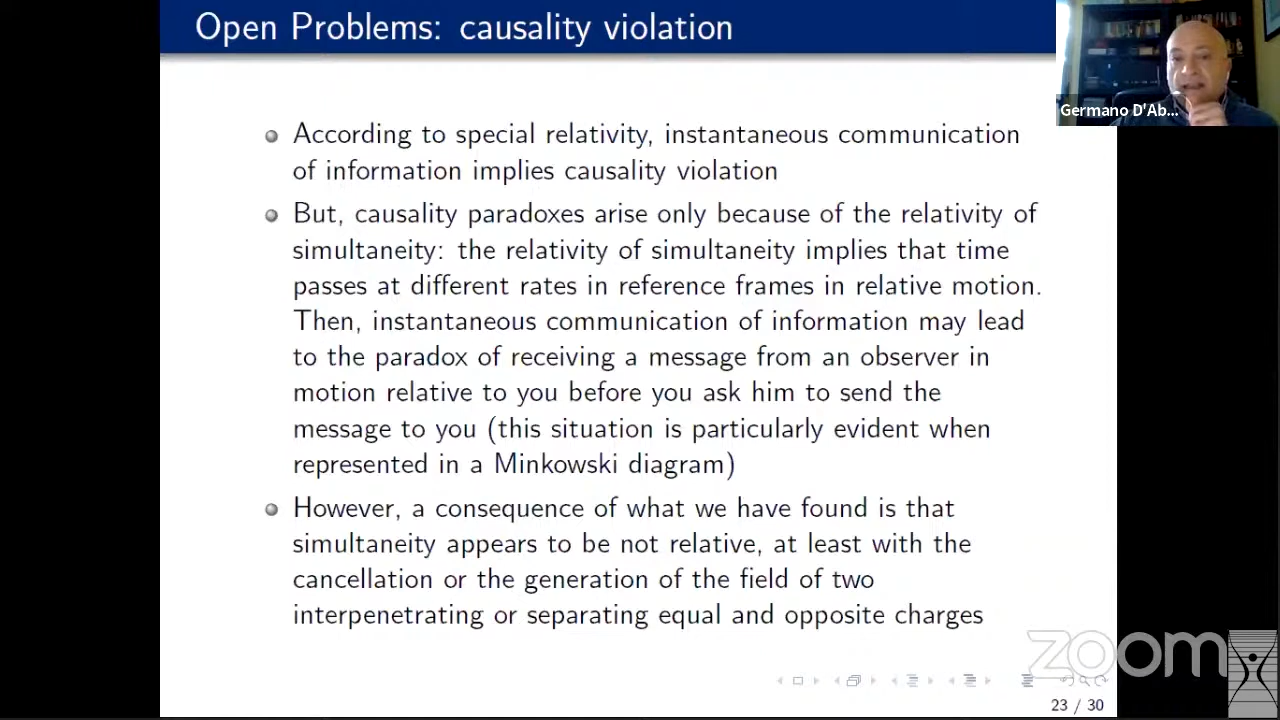 Open Problems: causality violation
Germano D'Ab...
According to special relativity, instantaneous communication
of information implies causality violation
But, causality paradoxes arise only because of the relativity of
simultaneity: the relativity of simultaneity implies that time
passes at different rates in reference frames in relative motion.
Then, instantaneous communication of information may lead
to the paradox of receiving a message from an observer in
motion relative to you before you ask him to send the
message to you (this situation is particularly evident when
represented in a Minkowski diagram)
However, a consequence of what we have found is that
simultaneity appears to be not relative, at least with the
cancellation or the generation of the field of two
interpenetrating or separating equal and opposite charges
zoom
23 / 30